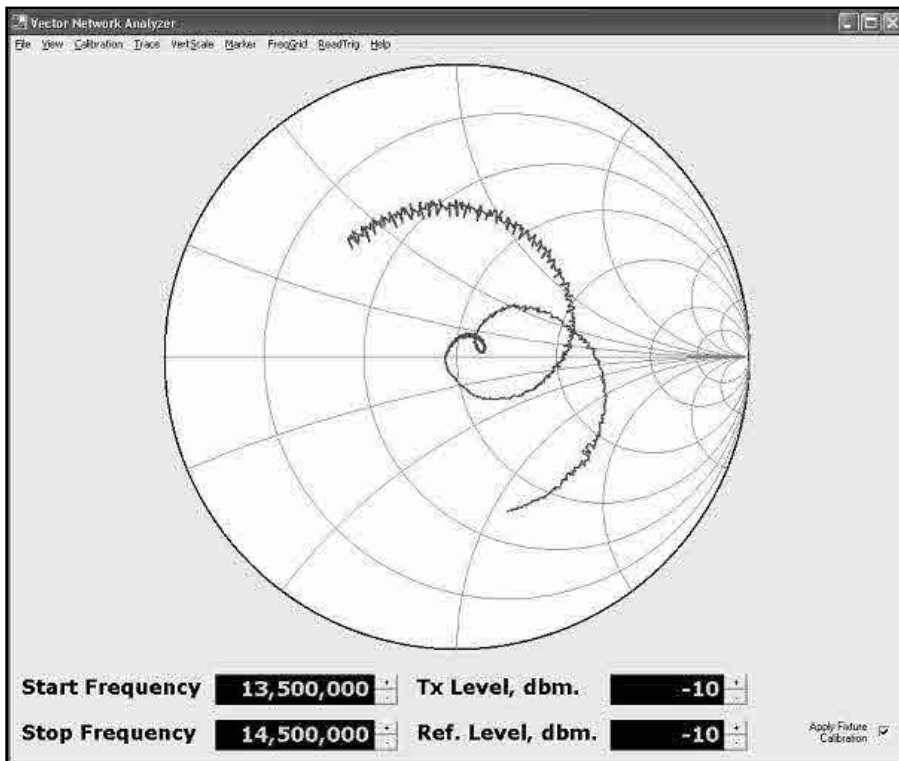 Vector Network Analyzer
File View Calibration Trace VertScale Marker FreqGrid ReadTrig Help
Start Frequency 13,500,000 Tx Level, dbm. -10
Stop Frequency 14,500,000 Ref. Level, dbm. -10
Apply Fixture
Calibration